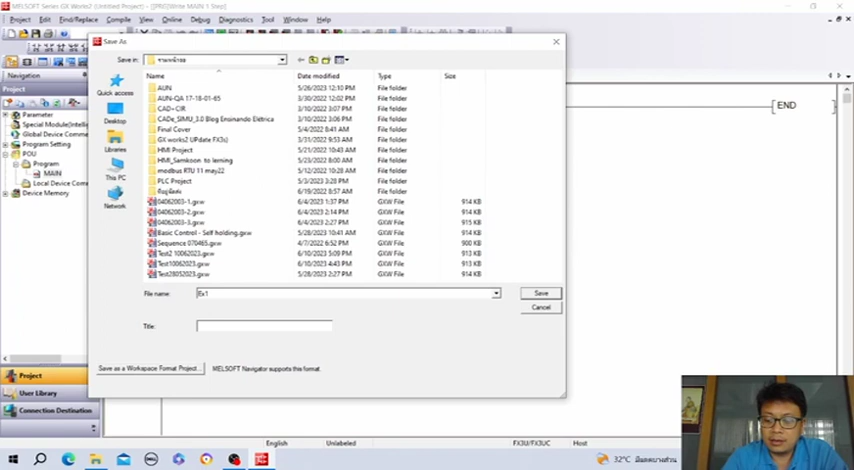 MELSOFT Series GX Works2 (Untitled Project) - [[PRG]Write MAIN 1 Step]
Project Edit Find/Replace Compile View Online Debug Diagnostics Tool Window Help
Navigation
Project
Parameter
Special Module(Intelli
Global Device Comme
Program Setting
POU
Program
MAIN
Local Device Comme
Device Memory
Project
User Library
Connection Destination
Save As
Save in:
Quick access
Desktop
Libraries
This PC
Network
Name Date modified Type Size
AUN 5/26/2023 12:10 PM File folder
AUN-QA 17-18-01-65 3/30/2022 12:02 PM File folder
CAD+CIR 3/10/2022 3:07 PM File folder
CADe_SIMU_3.0 Blog Ensinando Elétrica 3/10/2022 3:06 PM File folder
Final Cover 5/4/2022 8:41 AM File folder
GX works2 UPdate FX3s) 3/31/2022 9:53 AM File folder
HMI Project 5/21/2022 10:43 AM File folder
HMI_Samkoon to lerning 5/23/2022 8:00 AM File folder
modbus RTU 11 may22 5/12/2022 10:28 AM File folder
PLC Project 5/3/2023 3:28 PM File folder
6/19/2022 8:57 AM File folder
04062003-1.gxw 6/4/2023 1:37 PM GXW File 914 KB
04062003-2.gxw 6/4/2023 2:14 PM GXW File 914 KB
04062003-3.gxw 6/4/2023 2:27 PM GXW File 915 KB
Basic Control - Self holding.gxw 5/28/2023 10:41 AM GXW File 914 KB
Sequence 070465.gxw 4/7/2022 6:52 PM GXW File 900 KB
Test2 10062023.gxw 6/10/2023 5:09 PM GXW File 913 KB
Test10062023.gxw 6/10/2023 4:43 PM GXW File 913 KB
Test28052023.gxw 5/28/2023 2:27 PM GXW File 914 KB
File name: Ex1 Save
Cancel
Title:
Save as a Workspace Format Project... MELSOFT Navigator supports this format.
END
English Unlabeled FX3U/FX3UC Host
32°C มีแดดบางส่วน